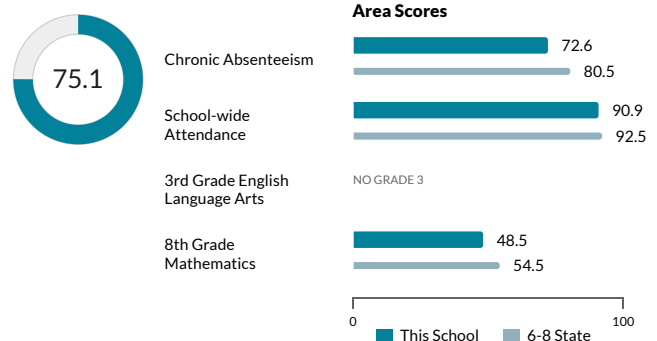 75.1
Area Scores
Chronic Absenteeism
72.6
80.5
School-wide
Attendance
90.9
92.5
3rd Grade English
Language Arts
NO GRADE 3
8th Grade
Mathematics
48.5
54.5
0
100
This School
6-8 State